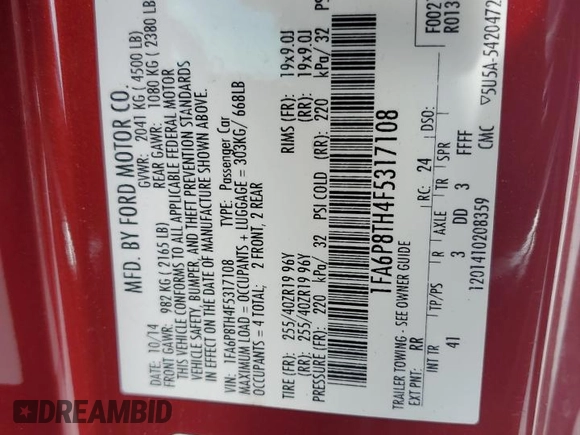 MFD. BY FORD MOTOR CO.
DATE: 10/14 GVWR: 2041 KG ( 4500 LB)
FRONT GAWR: 982 KG ( 2165 LB) REAR GAWR: 1080 KG ( 2380 LB)
THIS VEHICLE CONFORMS TO ALL APPLICABLE FEDERAL MOTOR
VEHICLE SAFETY, BUMPER, AND THEFT PREVENTION STANDARDS
IN EFFECT ON THE DATE OF MANUFACTURE SHOWN ABOVE.
VIN: 1FA6P8TH4F5317108 TYPE: Passenger Car
MAXIMUM LOAD = OCCUPANTS + LUGGAGE = 303KG/ 668LB
OCCUPANTS = 4 TOTAL; 2 FRONT, 2 REAR
TIRE (FR): 255/40ZR19 96Y RIMS (FR): 19x9.0J
(RR): 255/40ZR19 96Y (RR): 19x9.0J
PRESSURE (FR): 220 kPa/ 32 PSI COLD (RR): 220 kPa/ 32
1FA6P8TH4F5317108
TRAILER TOWING - SEE OWNER GUIDE
EXT PNT: RR RC: 24 DSO:
INT TR TP/PS R AXLE TR SPR
41 3 DD 3 FFFF
1201410208359 CMC
▽5U5A-5420472
DREAMBID